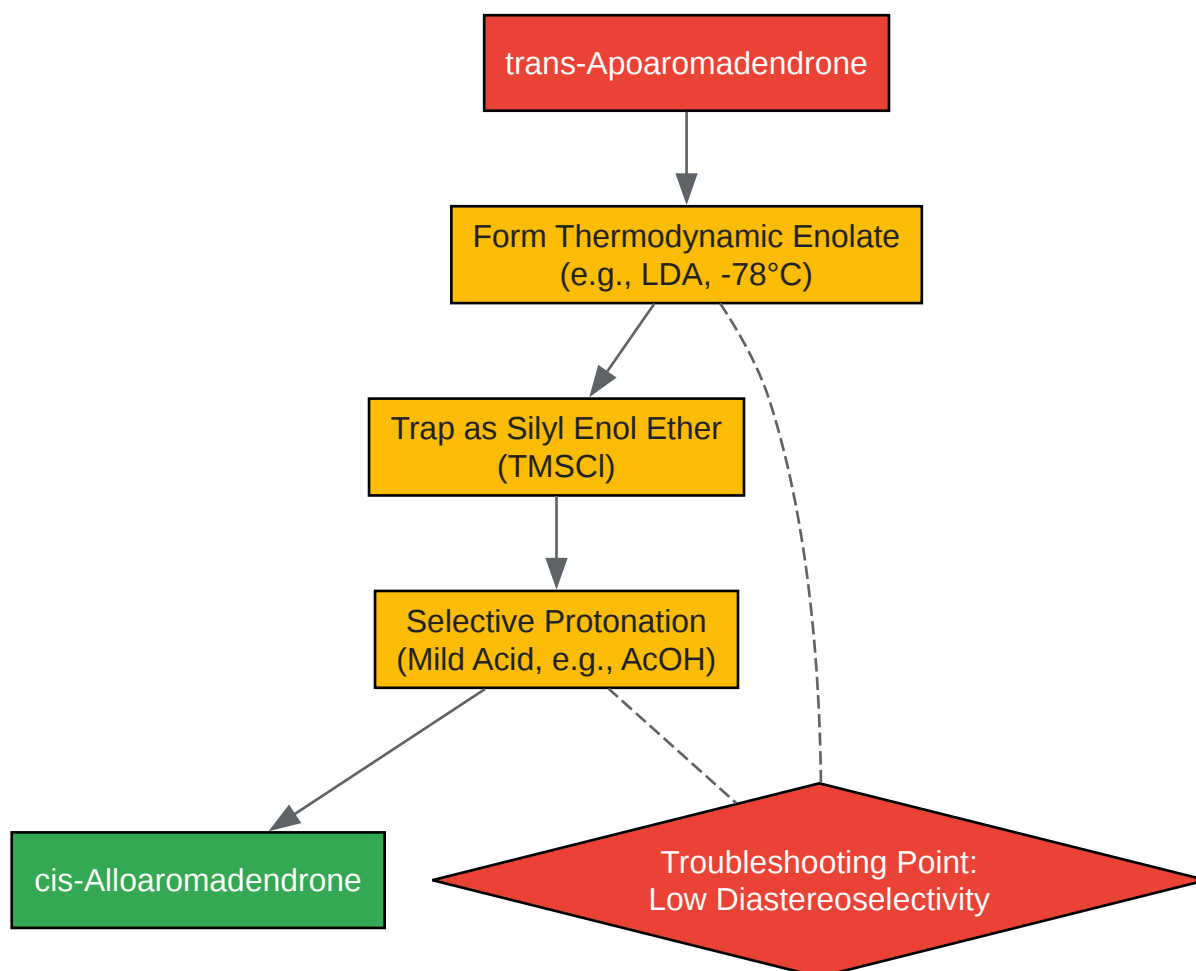 trans-Apoaromadendrone
Form Thermodynamic Enolate
(e.g., LDA, -78°C)
Trap as Silyl Enol Ether
(TMSCl)
Selective Protonation
(Mild Acid, e.g., AcOH)
cis-Alloaromadendrone
Troubleshooting Point:
Low Diastereoselectivity